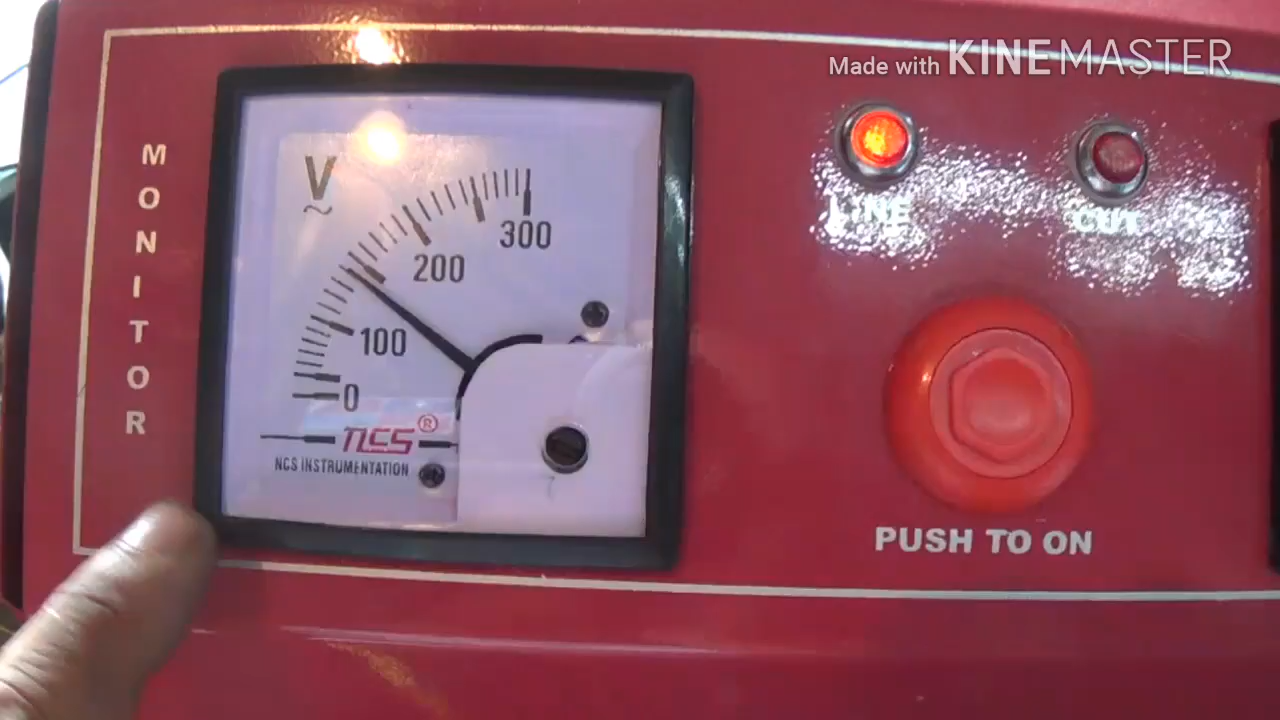 Made with KINEMASTER
MONITOR
V
300
200
100
0
ncs ®
NCS INSTRUMENTATION
LINE
CUT
PUSH TO ON